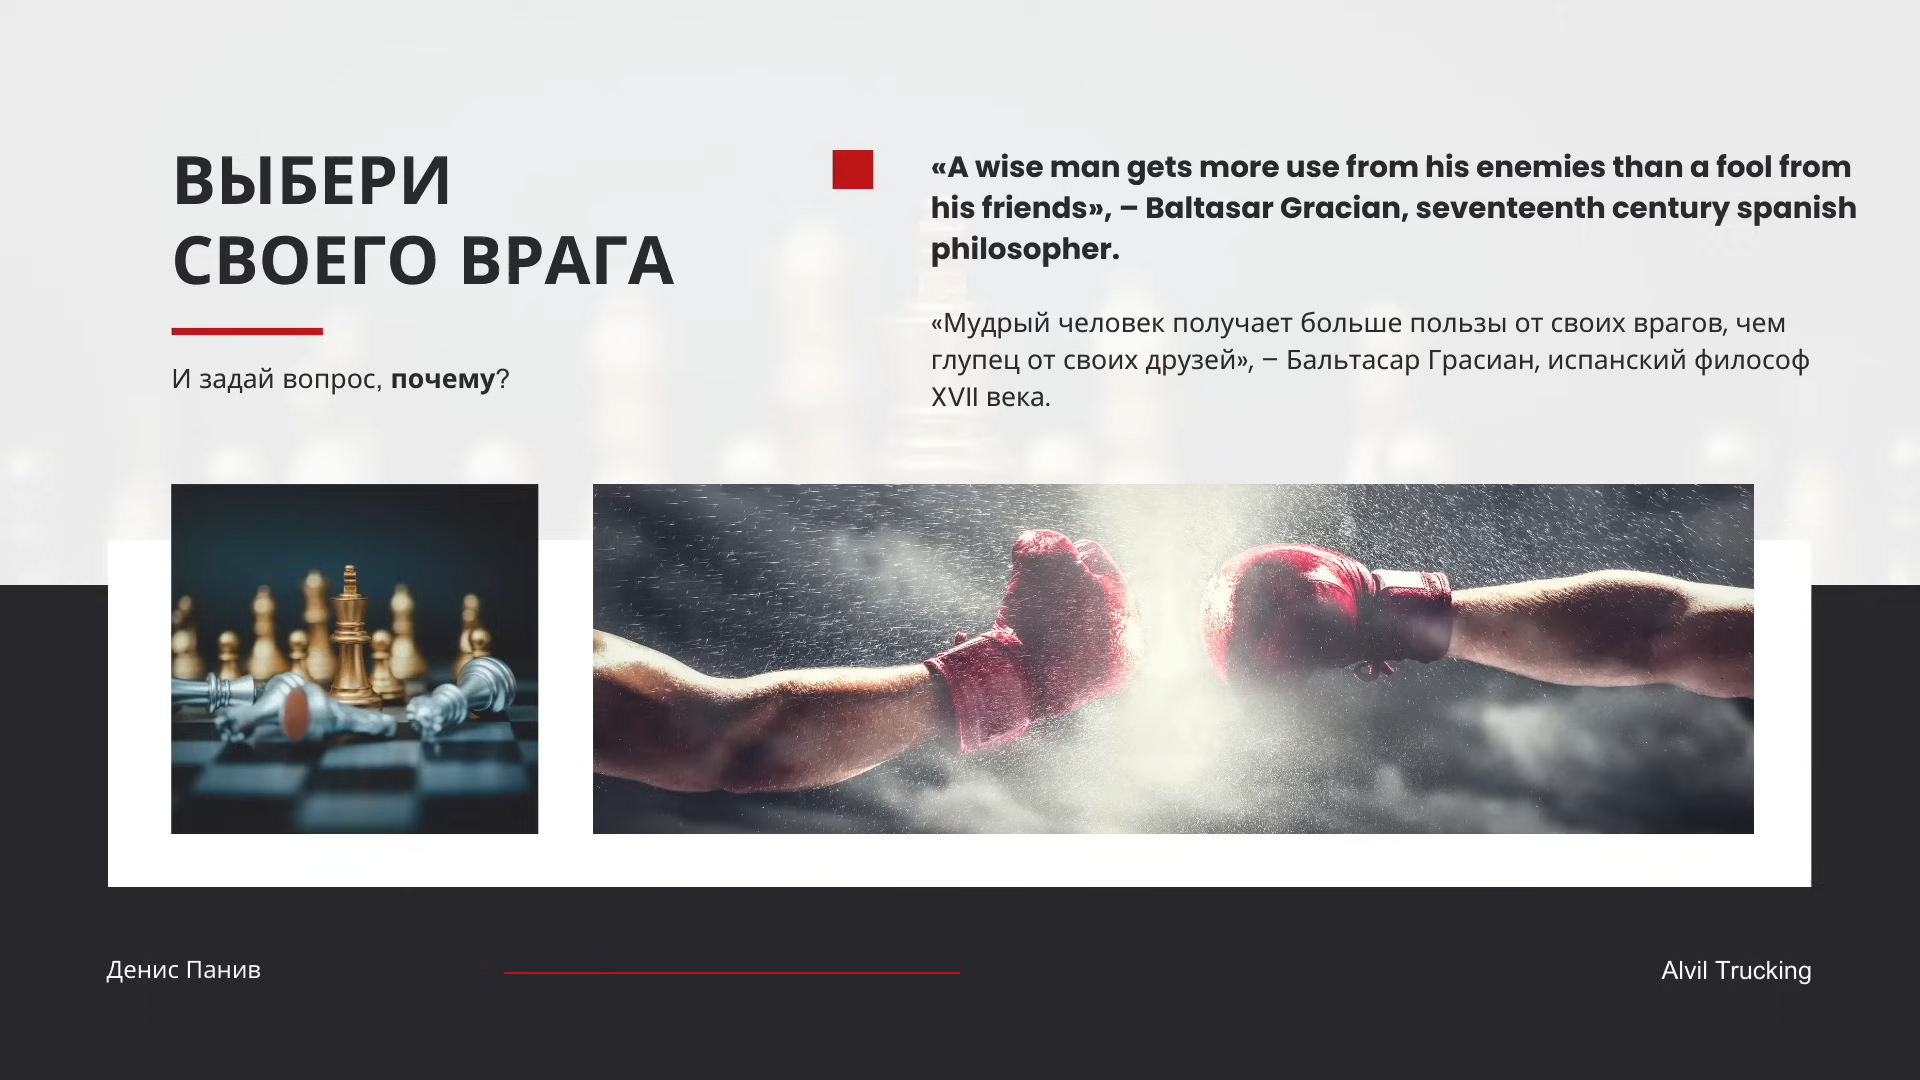 ВЫБЕРИ
СВОЕГО ВРАГА
И задай вопрос, почему?
«A wise man gets more use from his enemies than a fool from
his friends», – Baltasar Gracian, seventeenth century spanish
philosopher.
«Мудрый человек получает больше пользы от своих врагов, чем
глупец от своих друзей», – Бальтасар Грасиан, испанский философ
XVII века.
Денис Панив
Alvil Trucking